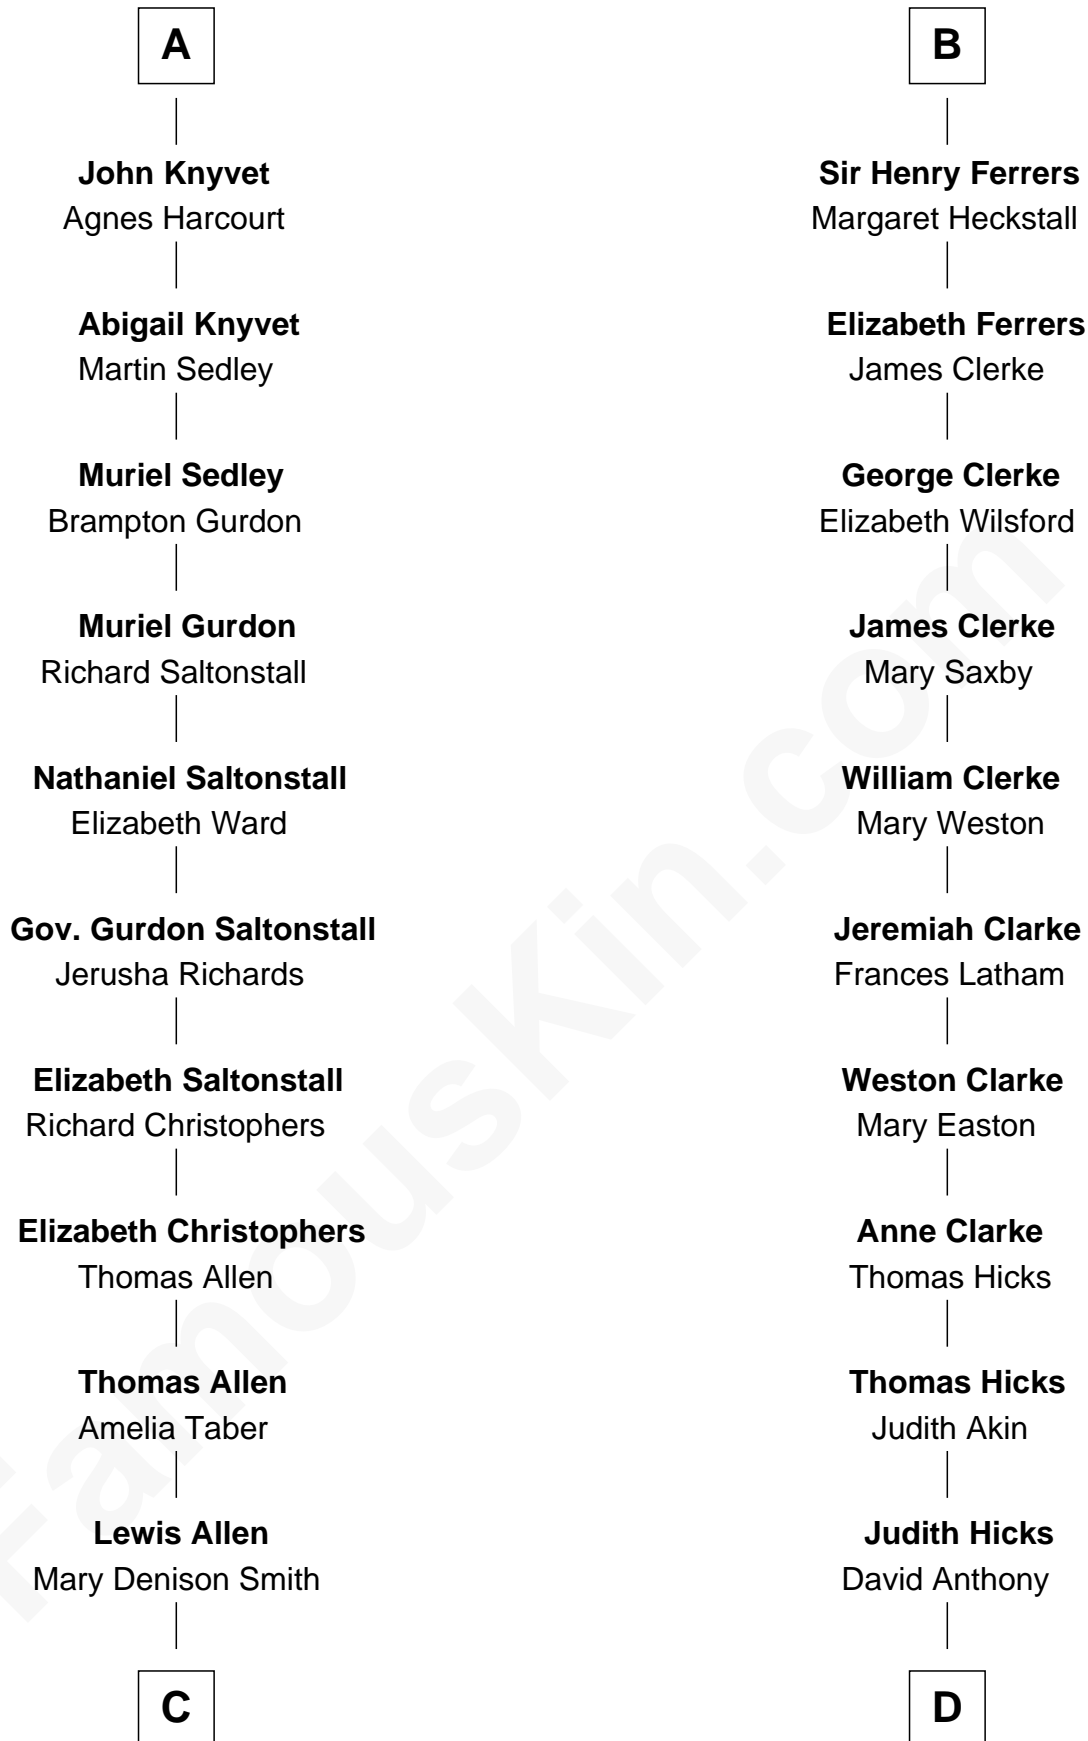 A
John Knyvet
Agnes Harcourt
Abigail Knyvet
Martin Sedley
Muriel Sedley
Brampton Gurdon
Muriel Gurdon
Richard Saltonstall
Nathaniel Saltonstall
Elizabeth Ward
Gov. Gurdon Saltonstall
Jerusha Richards
Elizabeth Saltonstall
Richard Christophers
Elizabeth Christophers
Thomas Allen
Thomas Allen
Amelia Taber
Lewis Allen
Mary Denison Smith
C
B
Sir Henry Ferrers
Margaret Heckstall
Elizabeth Ferrers
James Clerke
George Clerke
Elizabeth Wilsford
James Clerke
Mary Saxby
William Clerke
Mary Weston
Jeremiah Clarke
Frances Latham
Weston Clarke
Mary Easton
Anne Clarke
Thomas Hicks
Thomas Hicks
Judith Akin
Judith Hicks
David Anthony
D
FamousKin.com